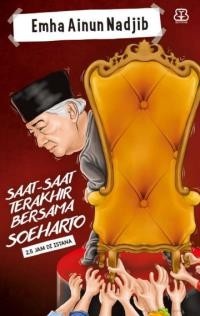 Emha Ainun Nadjib
SAAT-SAAT
TERAKHIR
BERSAMA
SOEHARTO
2,5 JAM DI ISTANA